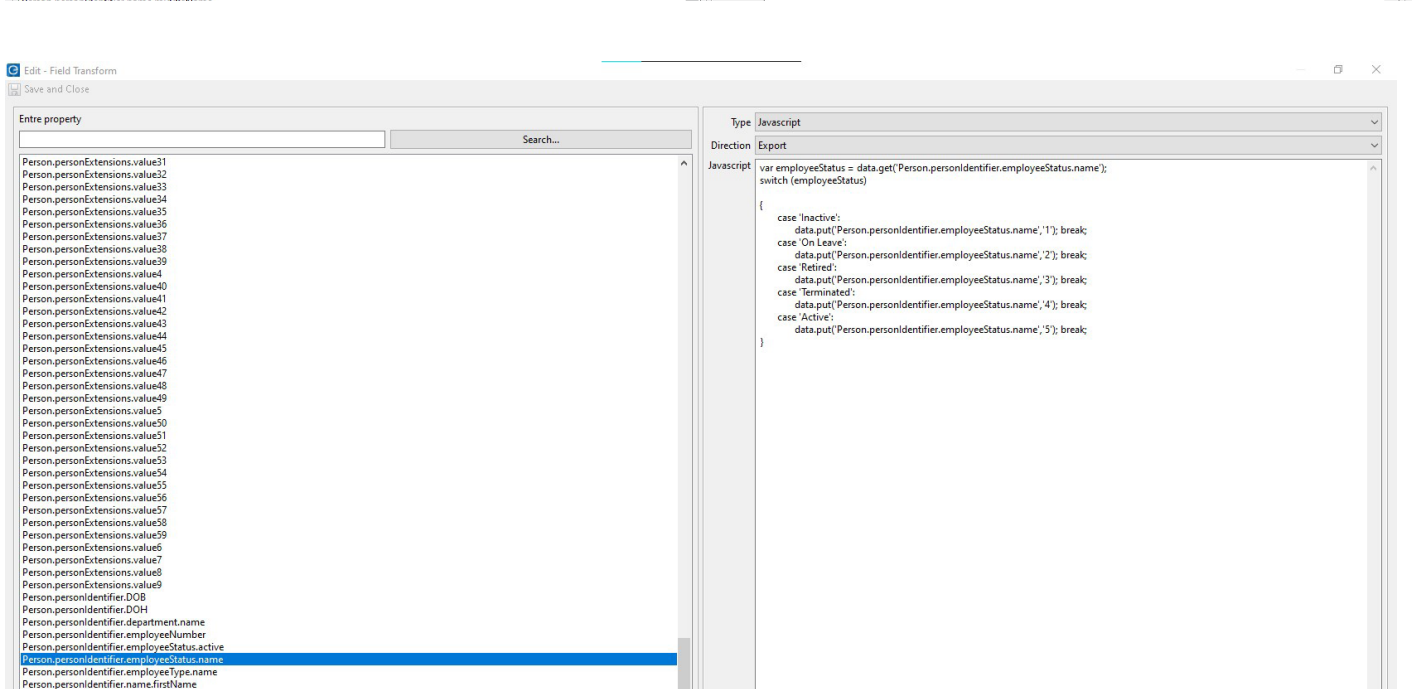 Edit - Field Transform
Save and Close
Entre property
Search...
Person.personExtensions.value31
Person.personExtensions.value32
Person.personExtensions.value33
Person.personExtensions.value34
Person.personExtensions.value35
Person.personExtensions.value36
Person.personExtensions.value37
Person.personExtensions.value38
Person.personExtensions.value39
Person.personExtensions.value4
Person.personExtensions.value40
Person.personExtensions.value41
Person.personExtensions.value42
Person.personExtensions.value43
Person.personExtensions.value44
Person.personExtensions.value45
Person.personExtensions.value46
Person.personExtensions.value47
Person.personExtensions.value48
Person.personExtensions.value49
Person.personExtensions.value5
Person.personExtensions.value50
Person.personExtensions.value51
Person.personExtensions.value52
Person.personExtensions.value53
Person.personExtensions.value54
Person.personExtensions.value55
Person.personExtensions.value56
Person.personExtensions.value57
Person.personExtensions.value58
Person.personExtensions.value59
Person.personExtensions.value6
Person.personExtensions.value7
Person.personExtensions.value8
Person.personExtensions.value9
Person.personIdentifier.DOB
Person.personIdentifier.DOH
Person.personIdentifier.department.name
Person.personIdentifier.employeeNumber
Person.personIdentifier.employeeStatus.active
Person.personIdentifier.employeeStatus.name
Person.personIdentifier.employeeType.name
Person.personIdentifier.name.firstName
Type Javascript
Direction Export
Javascript
var employeeStatus = data.get('Person.personIdentifier.employeeStatus.name');
switch (employeeStatus)
{
case 'Inactive':
data.put('Person.personIdentifier.employeeStatus.name','1'); break;
case 'On Leave':
data.put('Person.personIdentifier.employeeStatus.name','2'); break;
case 'Retired':
data.put('Person.personIdentifier.employeeStatus.name','3'); break;
case 'Terminated':
data.put('Person.personIdentifier.employeeStatus.name','4'); break;
case 'Active':
data.put('Person.personIdentifier.employeeStatus.name','5'); break;
}